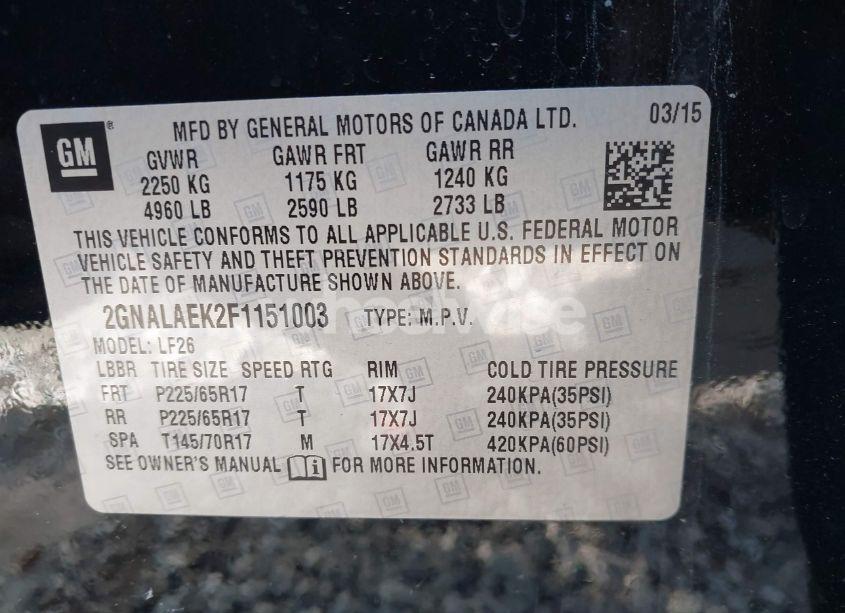 GM
MFD BY GENERAL MOTORS OF CANADA LTD. 03/15
GVWR GAWR FRT GAWR RR
2250 KG 1175 KG 1240 KG
4960 LB 2590 LB 2733 LB
THIS VEHICLE CONFORMS TO ALL APPLICABLE U.S. FEDERAL MOTOR
VEHICLE SAFETY AND THEFT PREVENTION STANDARDS IN EFFECT ON
THE DATE OF MANUFACTURE SHOWN ABOVE.
2GNALAEK2F1151003 TYPE: M.P.V.
MODEL: LF26
LBBR TIRE SIZE SPEED RTG RIM COLD TIRE PRESSURE
FRT P225/65R17 T 17X7J 240KPA(35PSI)
RR P225/65R17 T 17X7J 240KPA(35PSI)
SPA T145/70R17 M 17X4.5T 420KPA(60PSI)
SEE OWNER'S MANUAL FOR MORE INFORMATION.